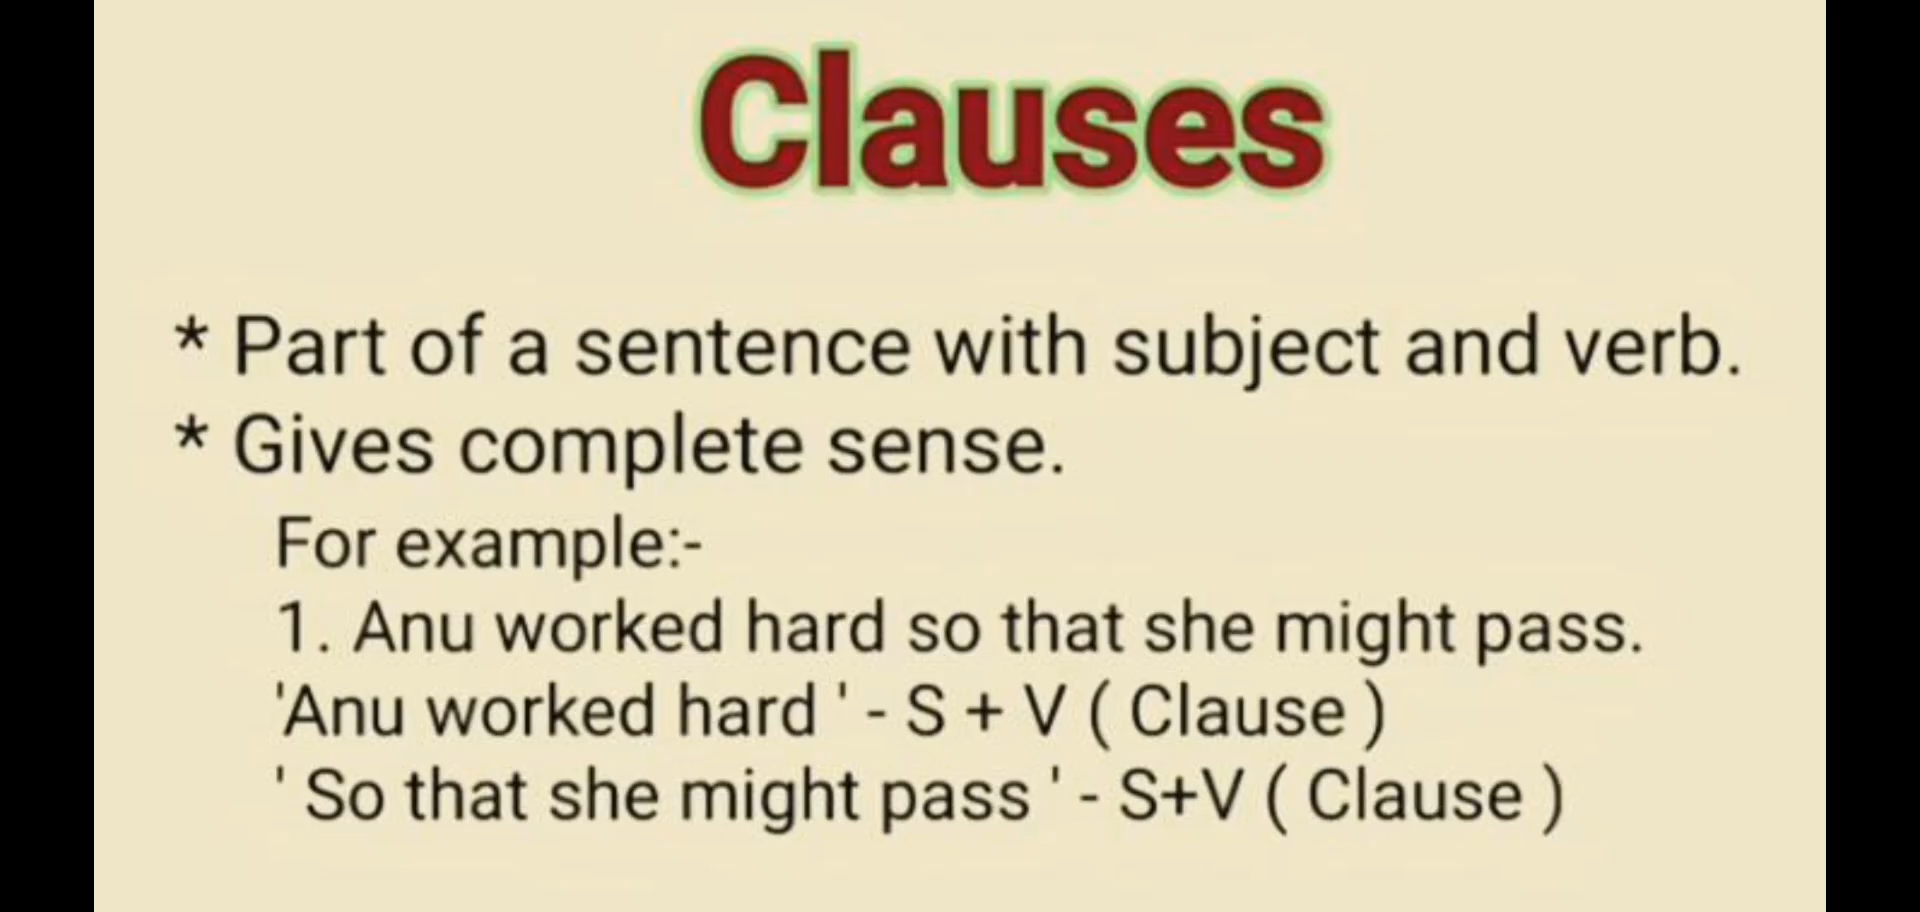 Clauses
* Part of a sentence with subject and verb.
* Gives complete sense.
For example:-
1. Anu worked hard so that she might pass.
'Anu worked hard ' - S + V ( Clause )
' So that she might pass ' - S+V ( Clause )